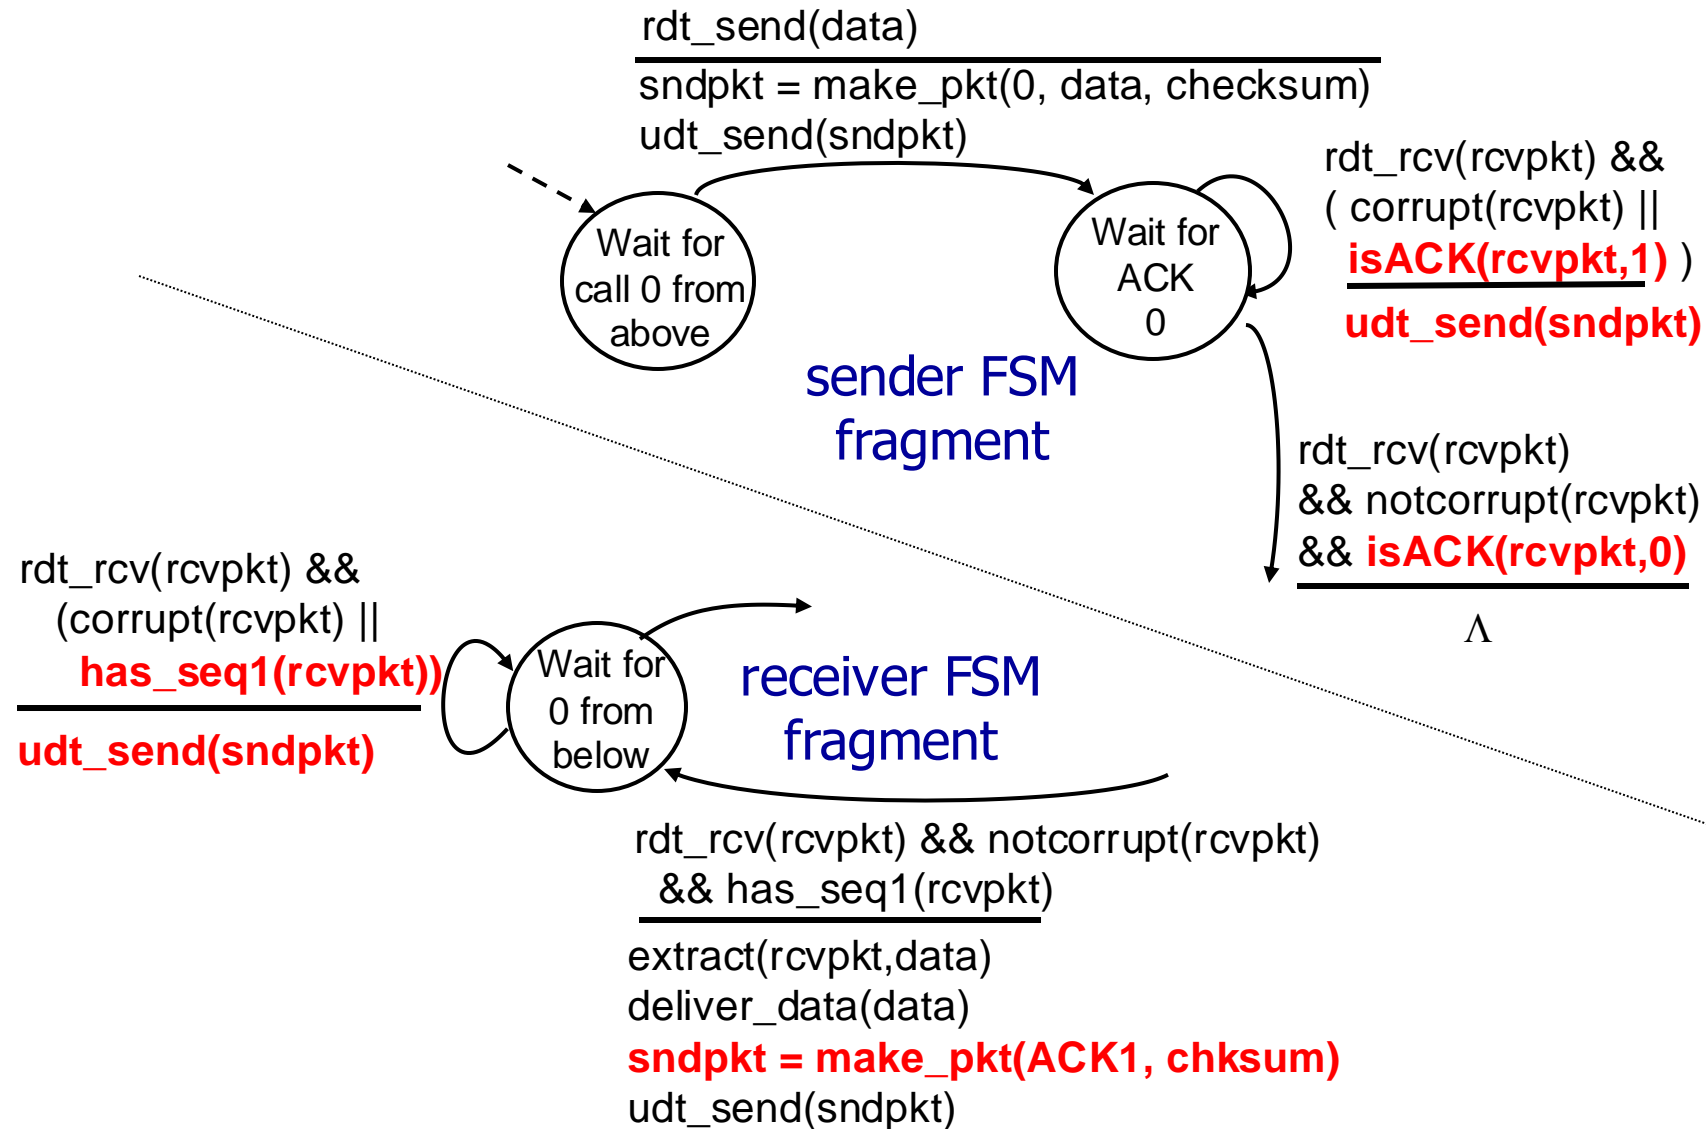 rdt_send(data)
sndpkt = make_pkt(0, data, checksum)
udt_send(sndpkt)
Wait for
call 0 from
above
Wait for
ACK
0
rdt_rcv(rcvpkt) &&
( corrupt(rcvpkt) ||
isACK(rcvpkt,1) )
udt_send(sndpkt)
sender FSM
fragment
rdt_rcv(rcvpkt)
&& notcorrupt(rcvpkt)
&& isACK(rcvpkt,0)
Λ
rdt_rcv(rcvpkt) &&
(corrupt(rcvpkt) ||
has_seq1(rcvpkt))
udt_send(sndpkt)
Wait for
0 from
below
receiver FSM
fragment
rdt_rcv(rcvpkt) && notcorrupt(rcvpkt)
&& has_seq1(rcvpkt)
extract(rcvpkt,data)
deliver_data(data)
sndpkt = make_pkt(ACK1, chksum)
udt_send(sndpkt)